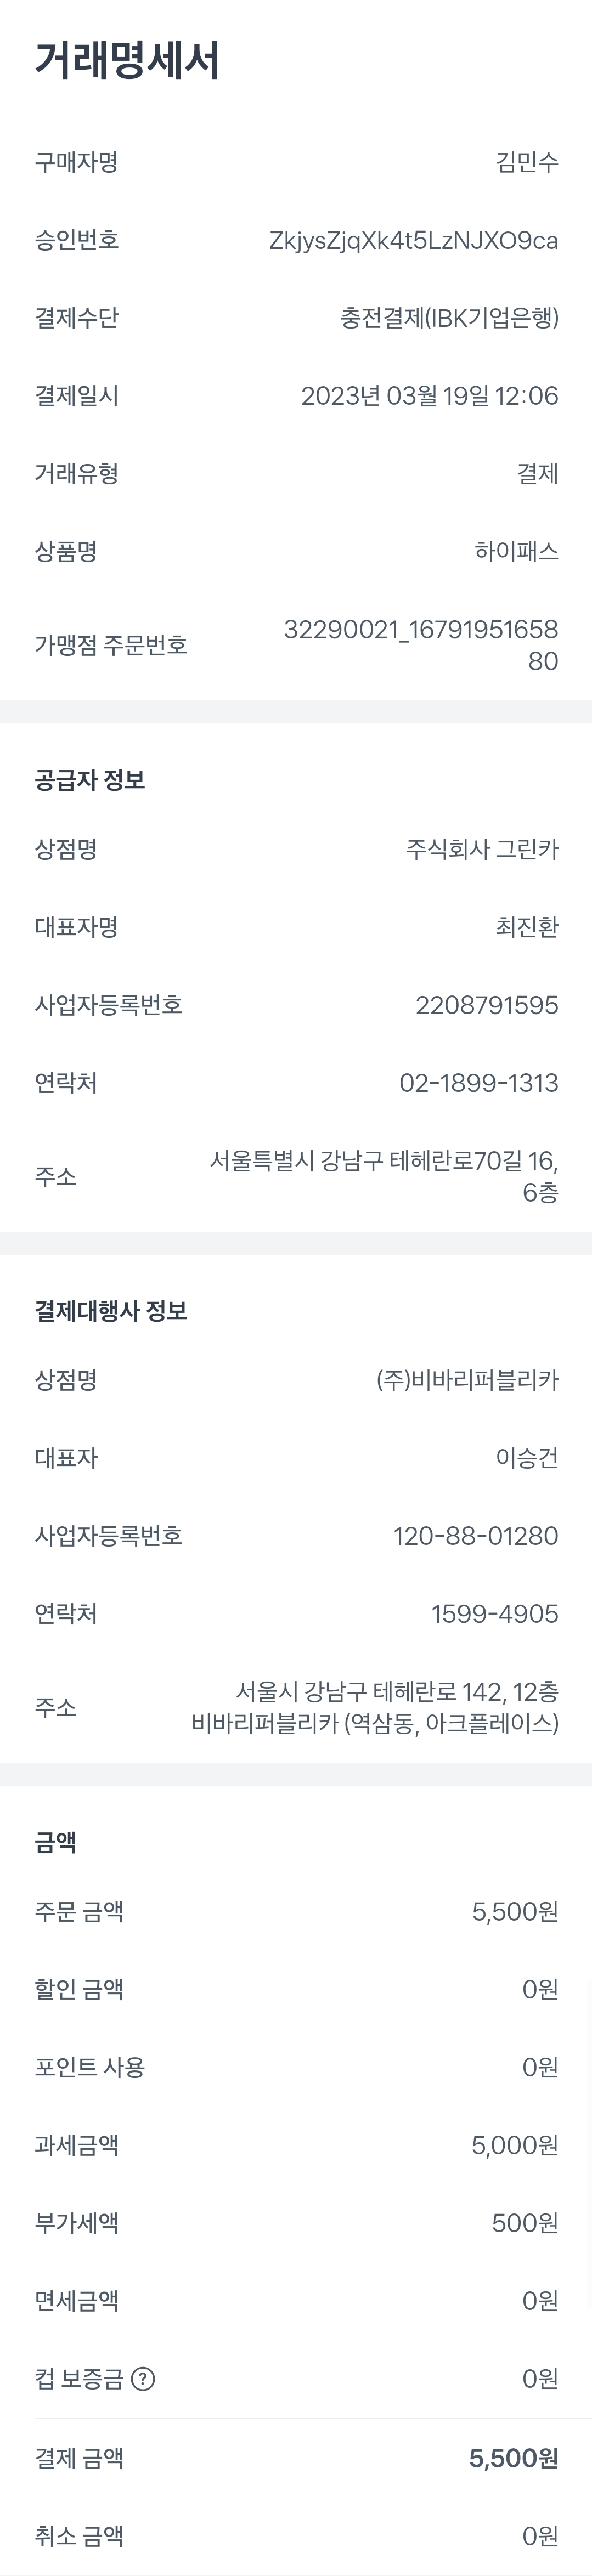 거래명세서
구매자명 김민수
승인번호 ZkjysZjqXk4t5LzNJXO9ca
결제수단 충전결제(IBK기업은행)
결제일시 2023년 03월 19일 12:06
거래유형 결제
상품명 하이패스
가맹점 주문번호 32290021_16791951658
80
공급자 정보
상점명 주식회사 그린카
대표자명 최진환
사업자등록번호 2208791595
연락처 02-1899-1313
주소 서울특별시 강남구 테헤란로70길 16,
6층
결제대행사 정보
상점명 (주)비바리퍼블리카
대표자 이승건
사업자등록번호 120-88-01280
연락처 1599-4905
주소 서울시 강남구 테헤란로 142, 12층
비바리퍼블리카 (역삼동, 아크플레이스)
금액
주문 금액 5,500원
할인 금액 0원
포인트 사용 0원
과세금액 5,000원
부가세액 500원
면세금액 0원
컵 보증금 ? 0원
결제 금액 5,500원
취소 금액 0원